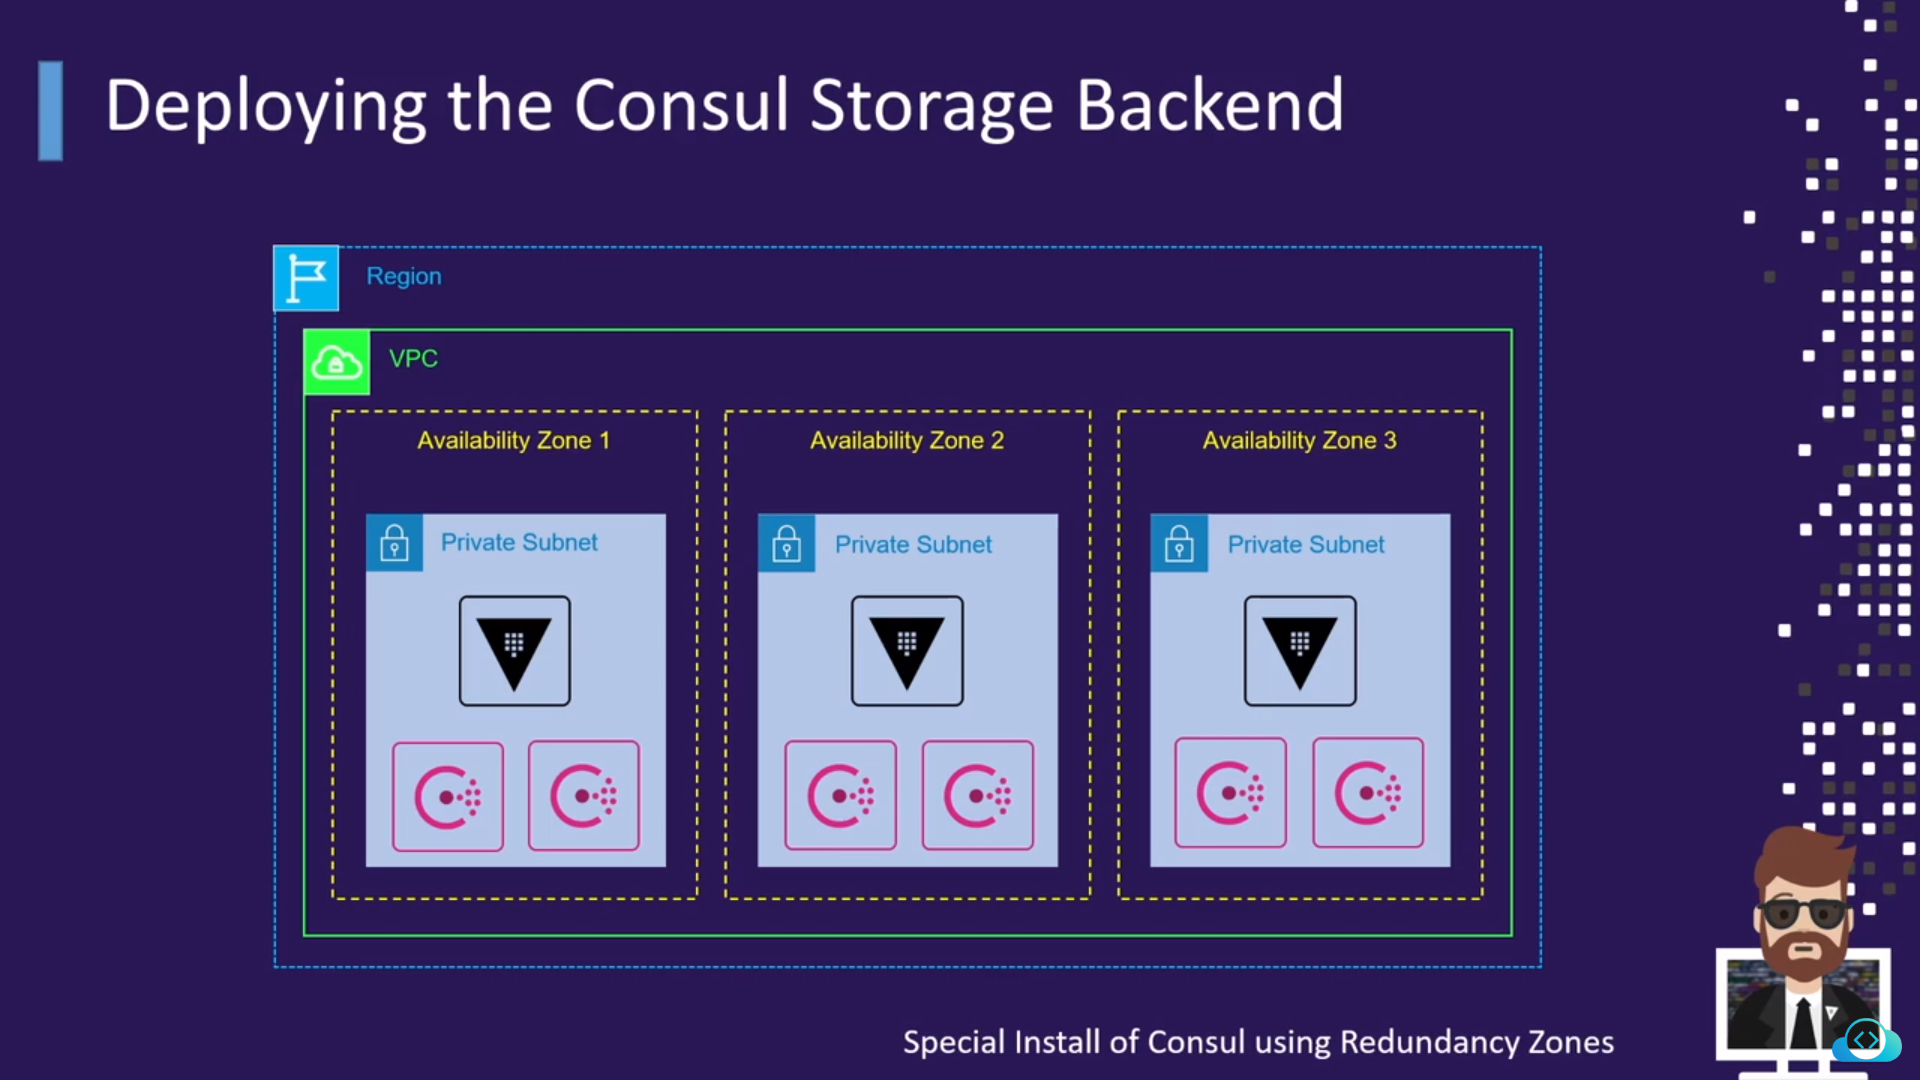 Deploying the Consul Storage Backend
Region
VPC
Availability Zone 1
Availability Zone 2
Availability Zone 3
Private Subnet
Private Subnet
Private Subnet
Special Install of Consul using Redundancy Zones